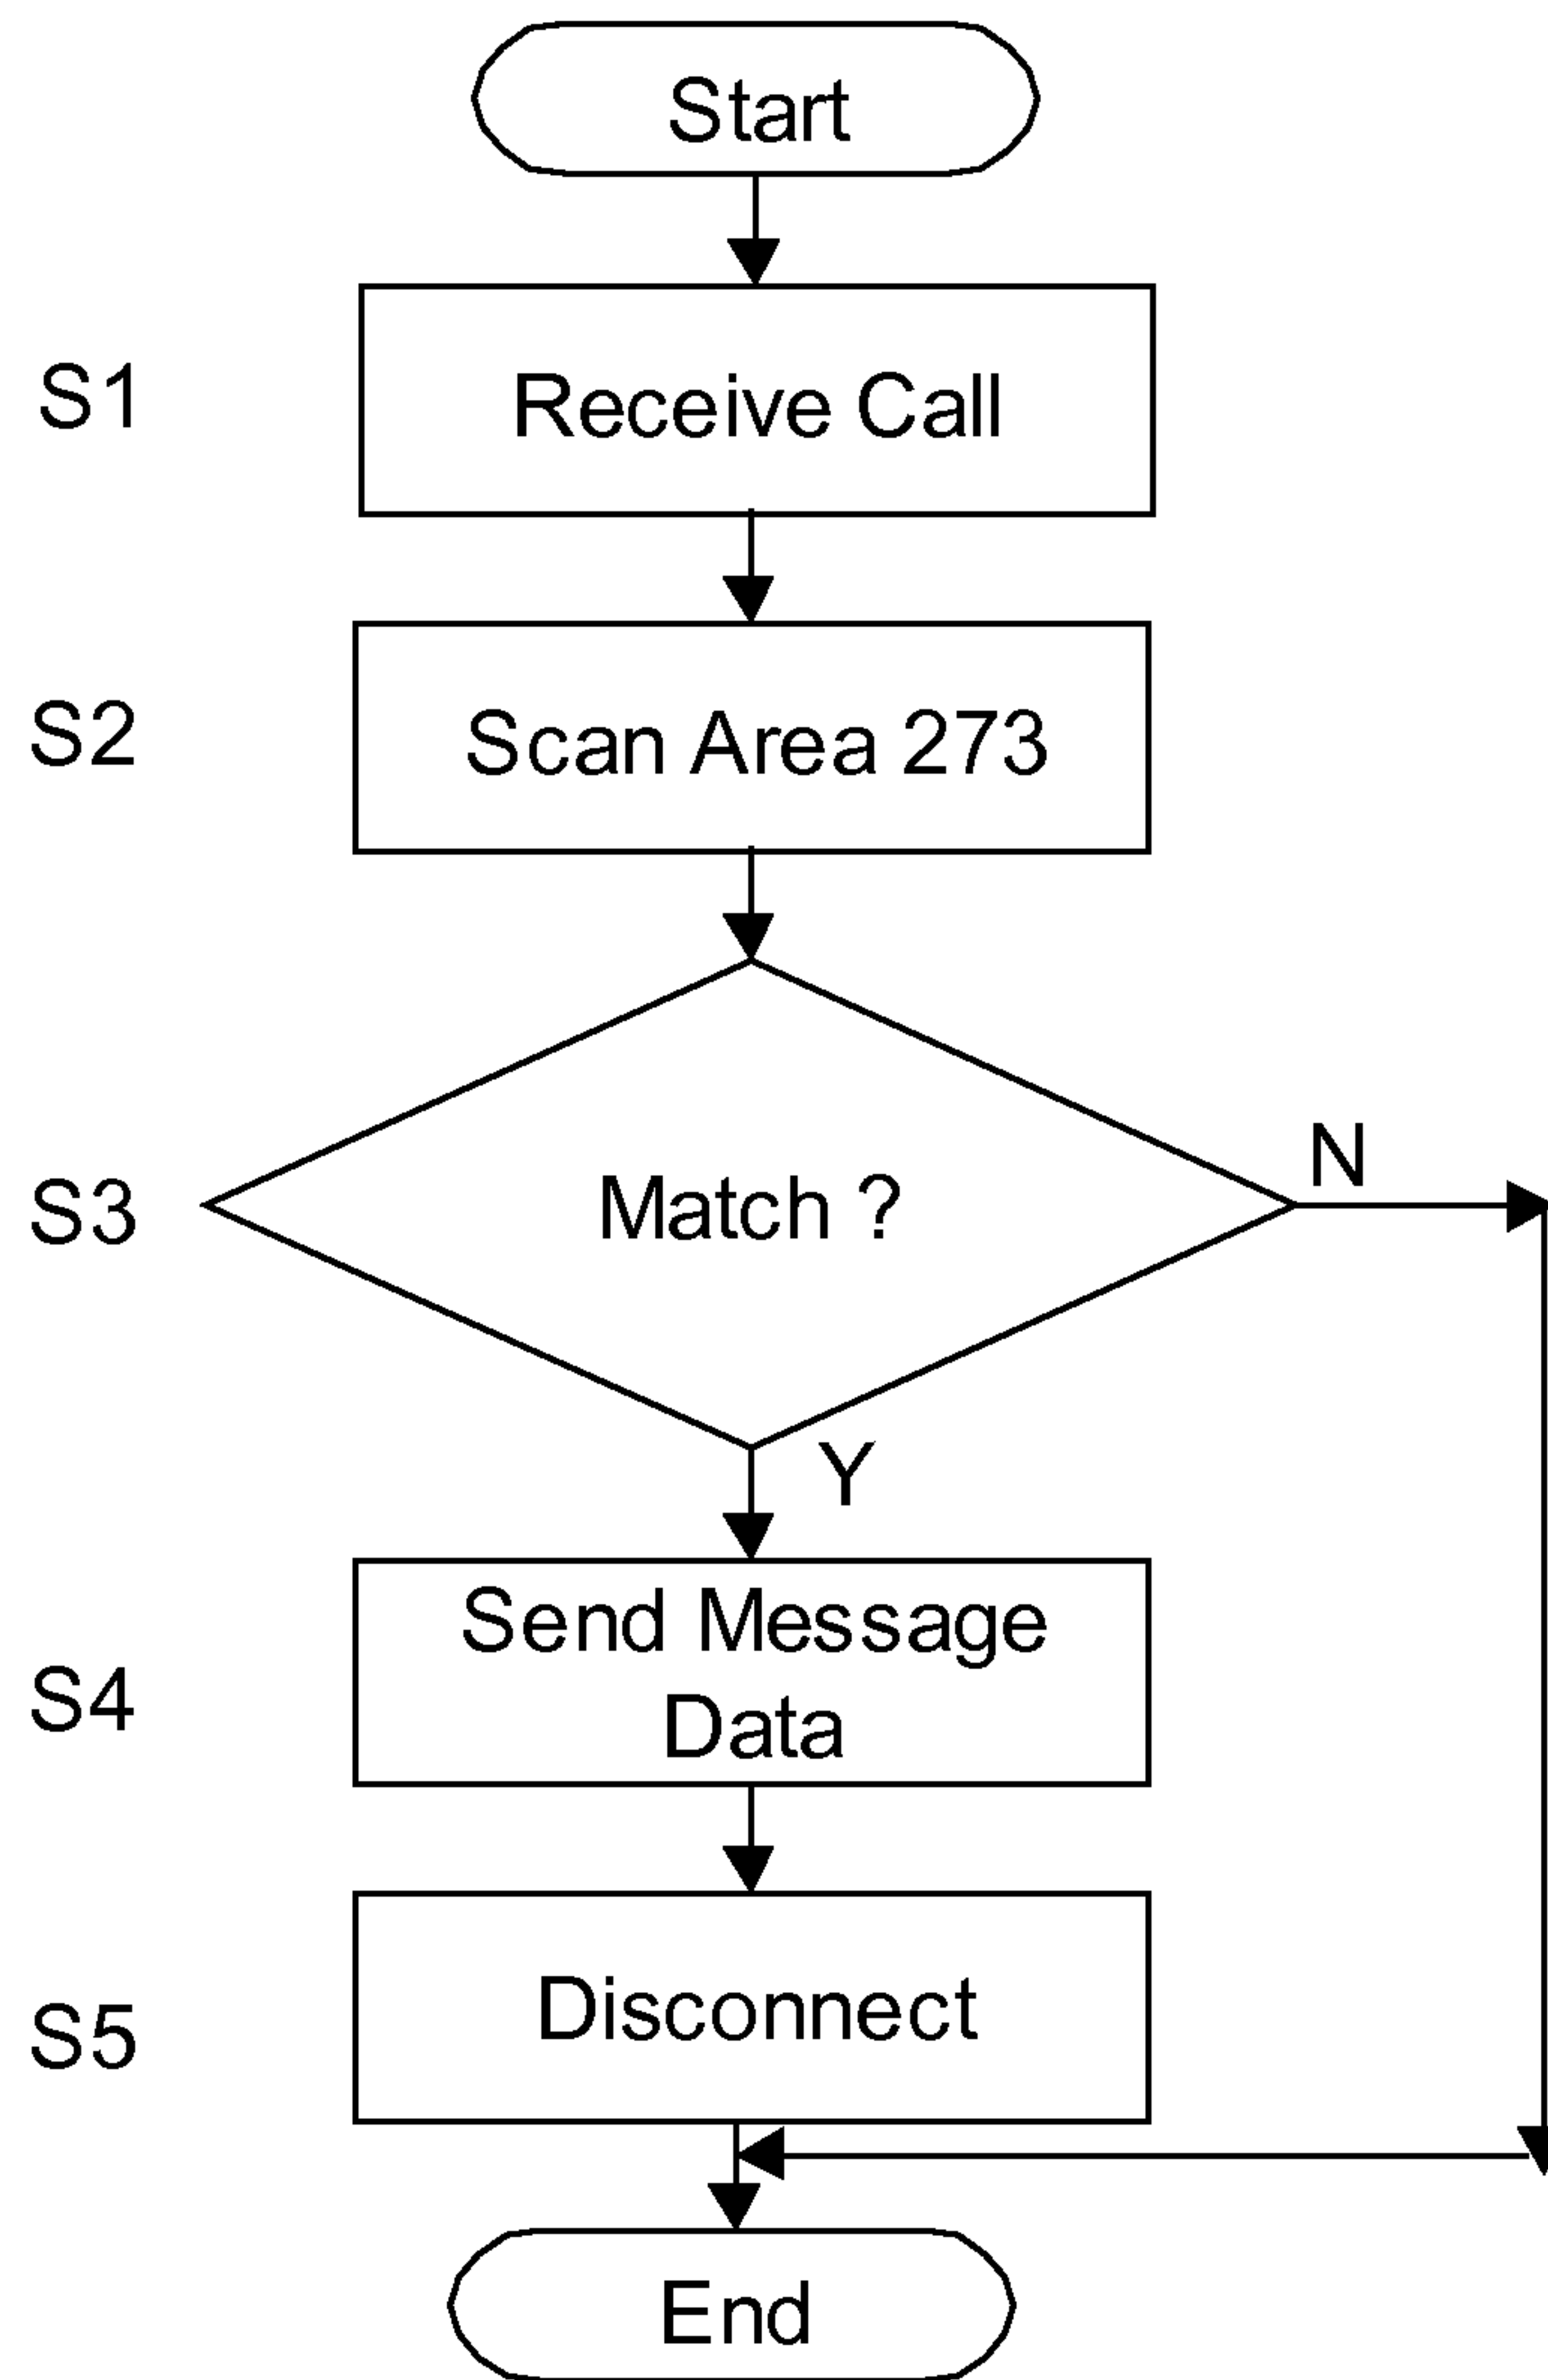 Start
S1
Receive Call
S2
Scan Area 273
S3
Match ?
N
Y
S4
Send Message
Data
S5
Disconnect
End